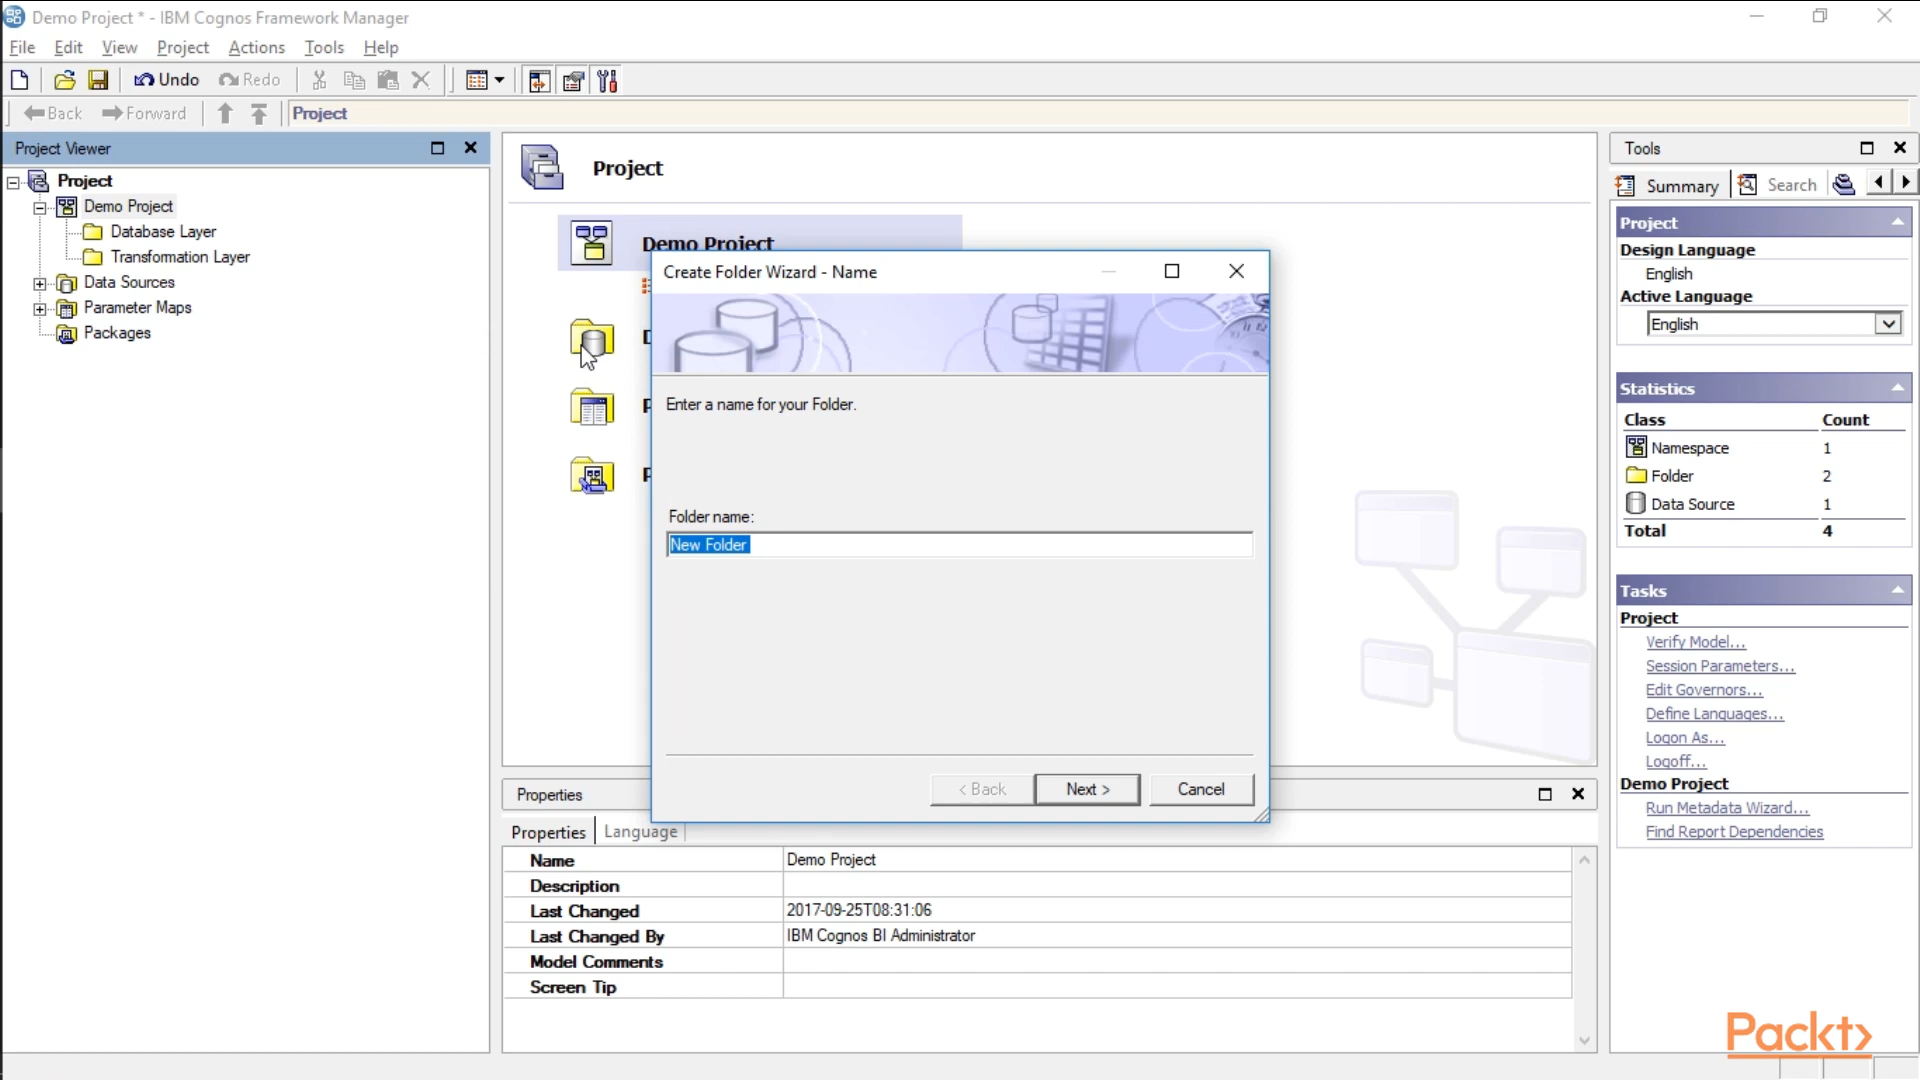 Demo Project * - IBM Cognos Framework Manager
File Edit View Project Actions Tools Help
Undo Redo
Back Forward Project
Project Viewer
Project
Demo Project
Database Layer
Transformation Layer
Data Sources
Parameter Maps
Packages
Project
Demo Project
Create Folder Wizard - Name
Enter a name for your Folder.
Folder name:
New Folder
< Back Next > Cancel
Properties
Properties Language
Name Demo Project
Description
Last Changed 2017-09-25T08:31:06
Last Changed By IBM Cognos BI Administrator
Model Comments
Screen Tip
Tools
Summary Search
Project
Design Language
English
Active Language
English
Statistics
Class Count
Namespace 1
Folder 2
Data Source 1
Total 4
Tasks
Project
Verify Model...
Session Parameters...
Edit Governors...
Define Languages...
Logon As...
Logoff...
Demo Project
Run Metadata Wizard...
Find Report Dependencies
Packt>